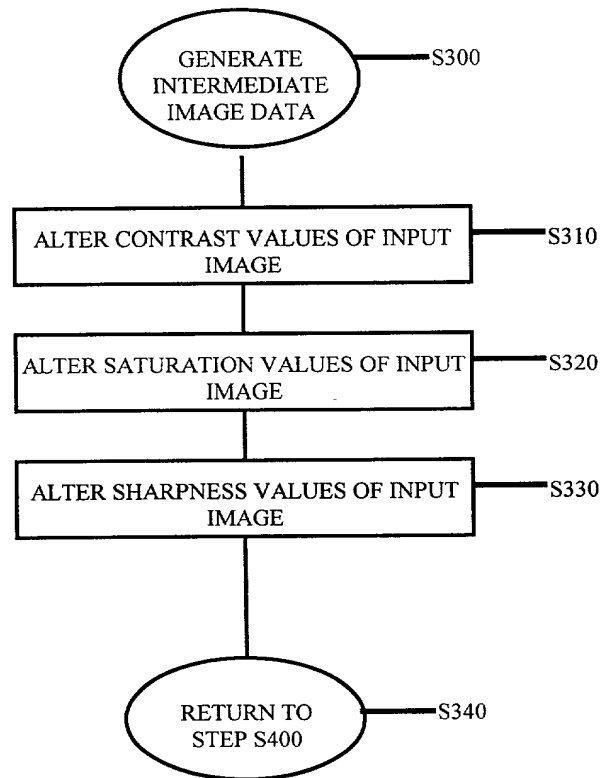 GENERATE
INTERMEDIATE
IMAGE DATA
S300
ALTER CONTRAST VALUES OF INPUT
IMAGE
S310
ALTER SATURATION VALUES OF INPUT
IMAGE
S320
ALTER SHARPNESS VALUES OF INPUT
IMAGE
S330
RETURN TO
STEP S400
S340